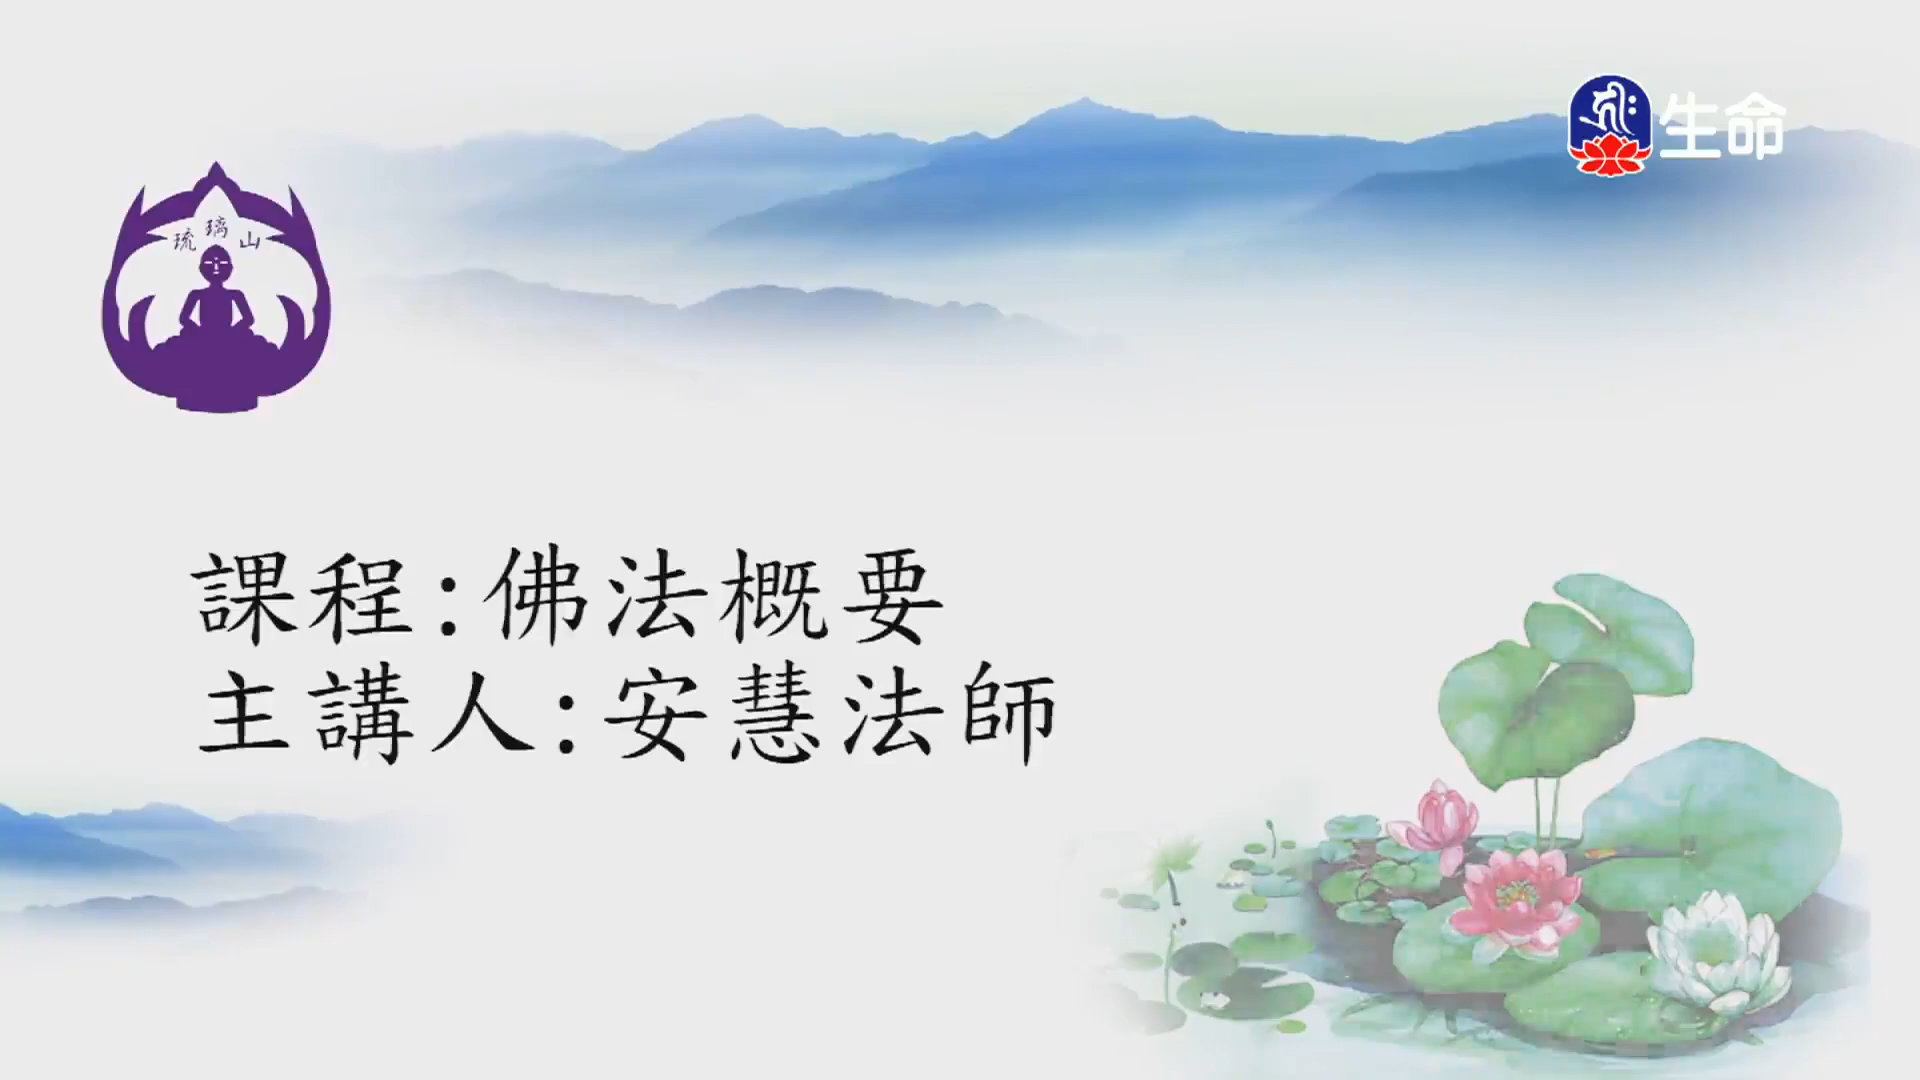 生命
琉璃山
課程:佛法概要
主講人:安慧法師